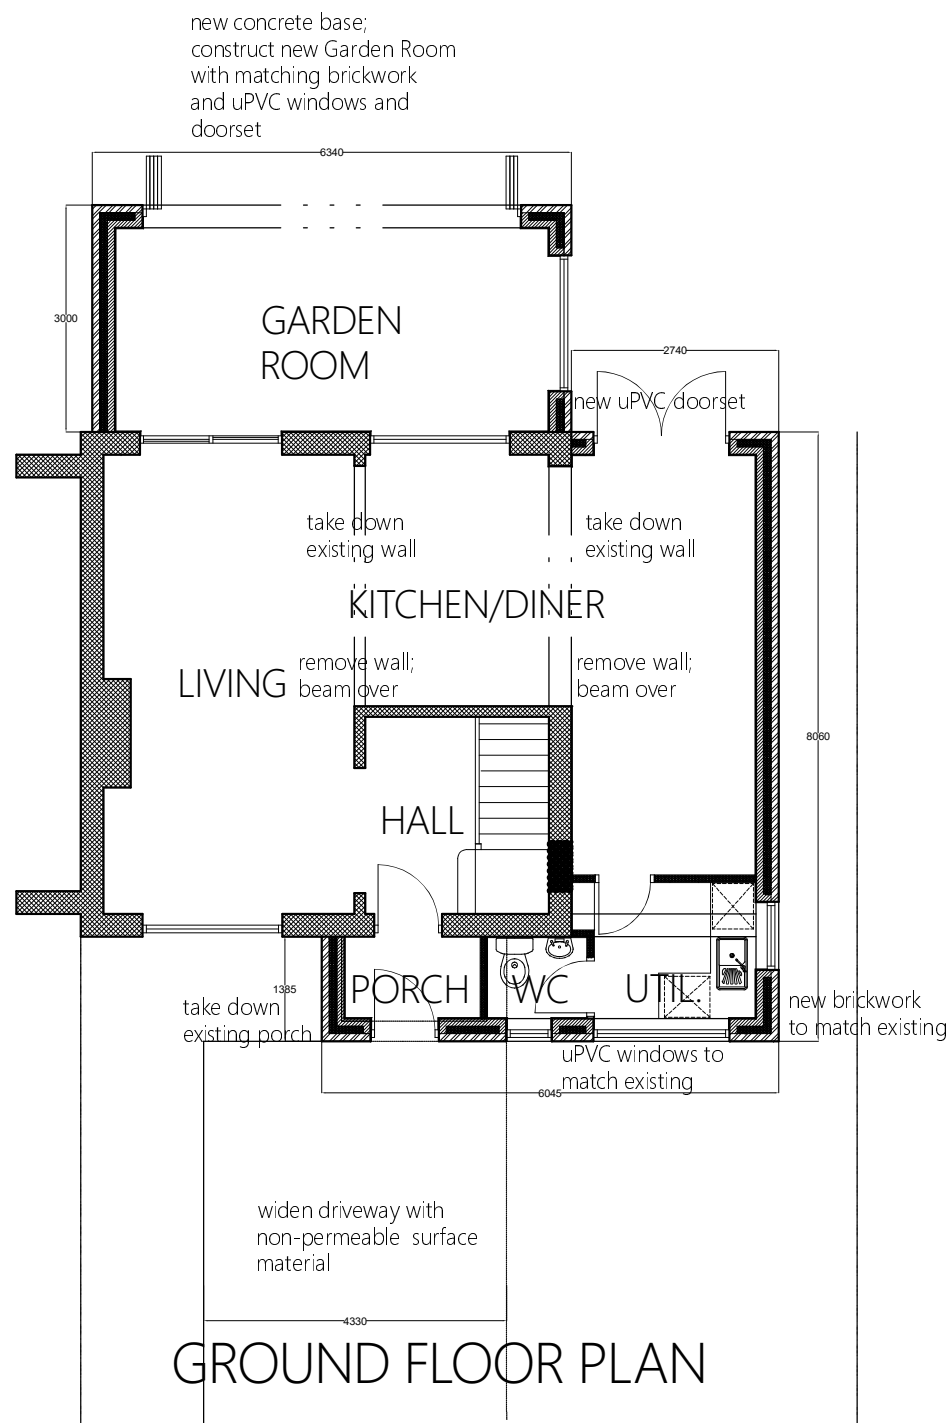 new concrete base;
construct new Garden Room
with matching brickwork
and uPVC windows and
doorset
6340
3000
GARDEN
ROOM
2740
new uPVC doorset
take down
existing wall
take down
existing wall
KITCHEN/DINER
remove wall;
beam over
remove wall;
beam over
LIVING
8060
HALL
PORCH
WC
UTIL.
1385
take down
existing porch
new brickwork
to match existing
uPVC windows to
match existing
6045
widen driveway with
non-permeable surface
material
4330
GROUND FLOOR PLAN